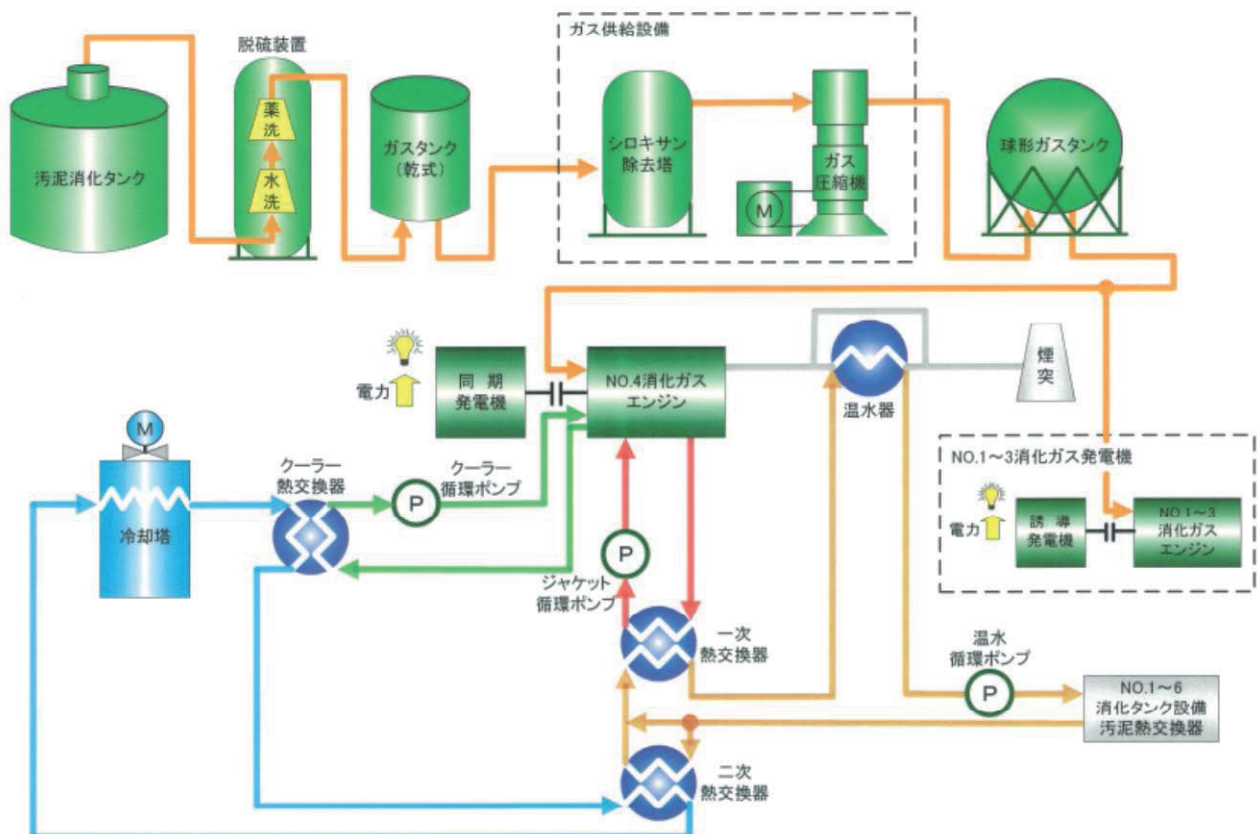 ガス供給設備
脱硫装置
薬
洗
水
洗
汚泥消化タンク
ガスタンク
(乾式)
シロキサン
除去塔
ガス
圧縮機
M
球形ガスタンク
電力
同 期
発電機
NO.4消化ガス
エンジン
温水器
煙
突
M
冷却塔
クーラー
熱交換器
クーラー
循環ポンプ
P
P
ジャケット
循環ポンプ
一次
熱交換器
二次
熱交換器
NO.1～3消化ガス発電機
電力
誘 導
発電機
NO.1～3
消化ガス
エンジン
温水
循環ポンプ
P
NO.1～6
消化タンク設備
汚泥熱交換器